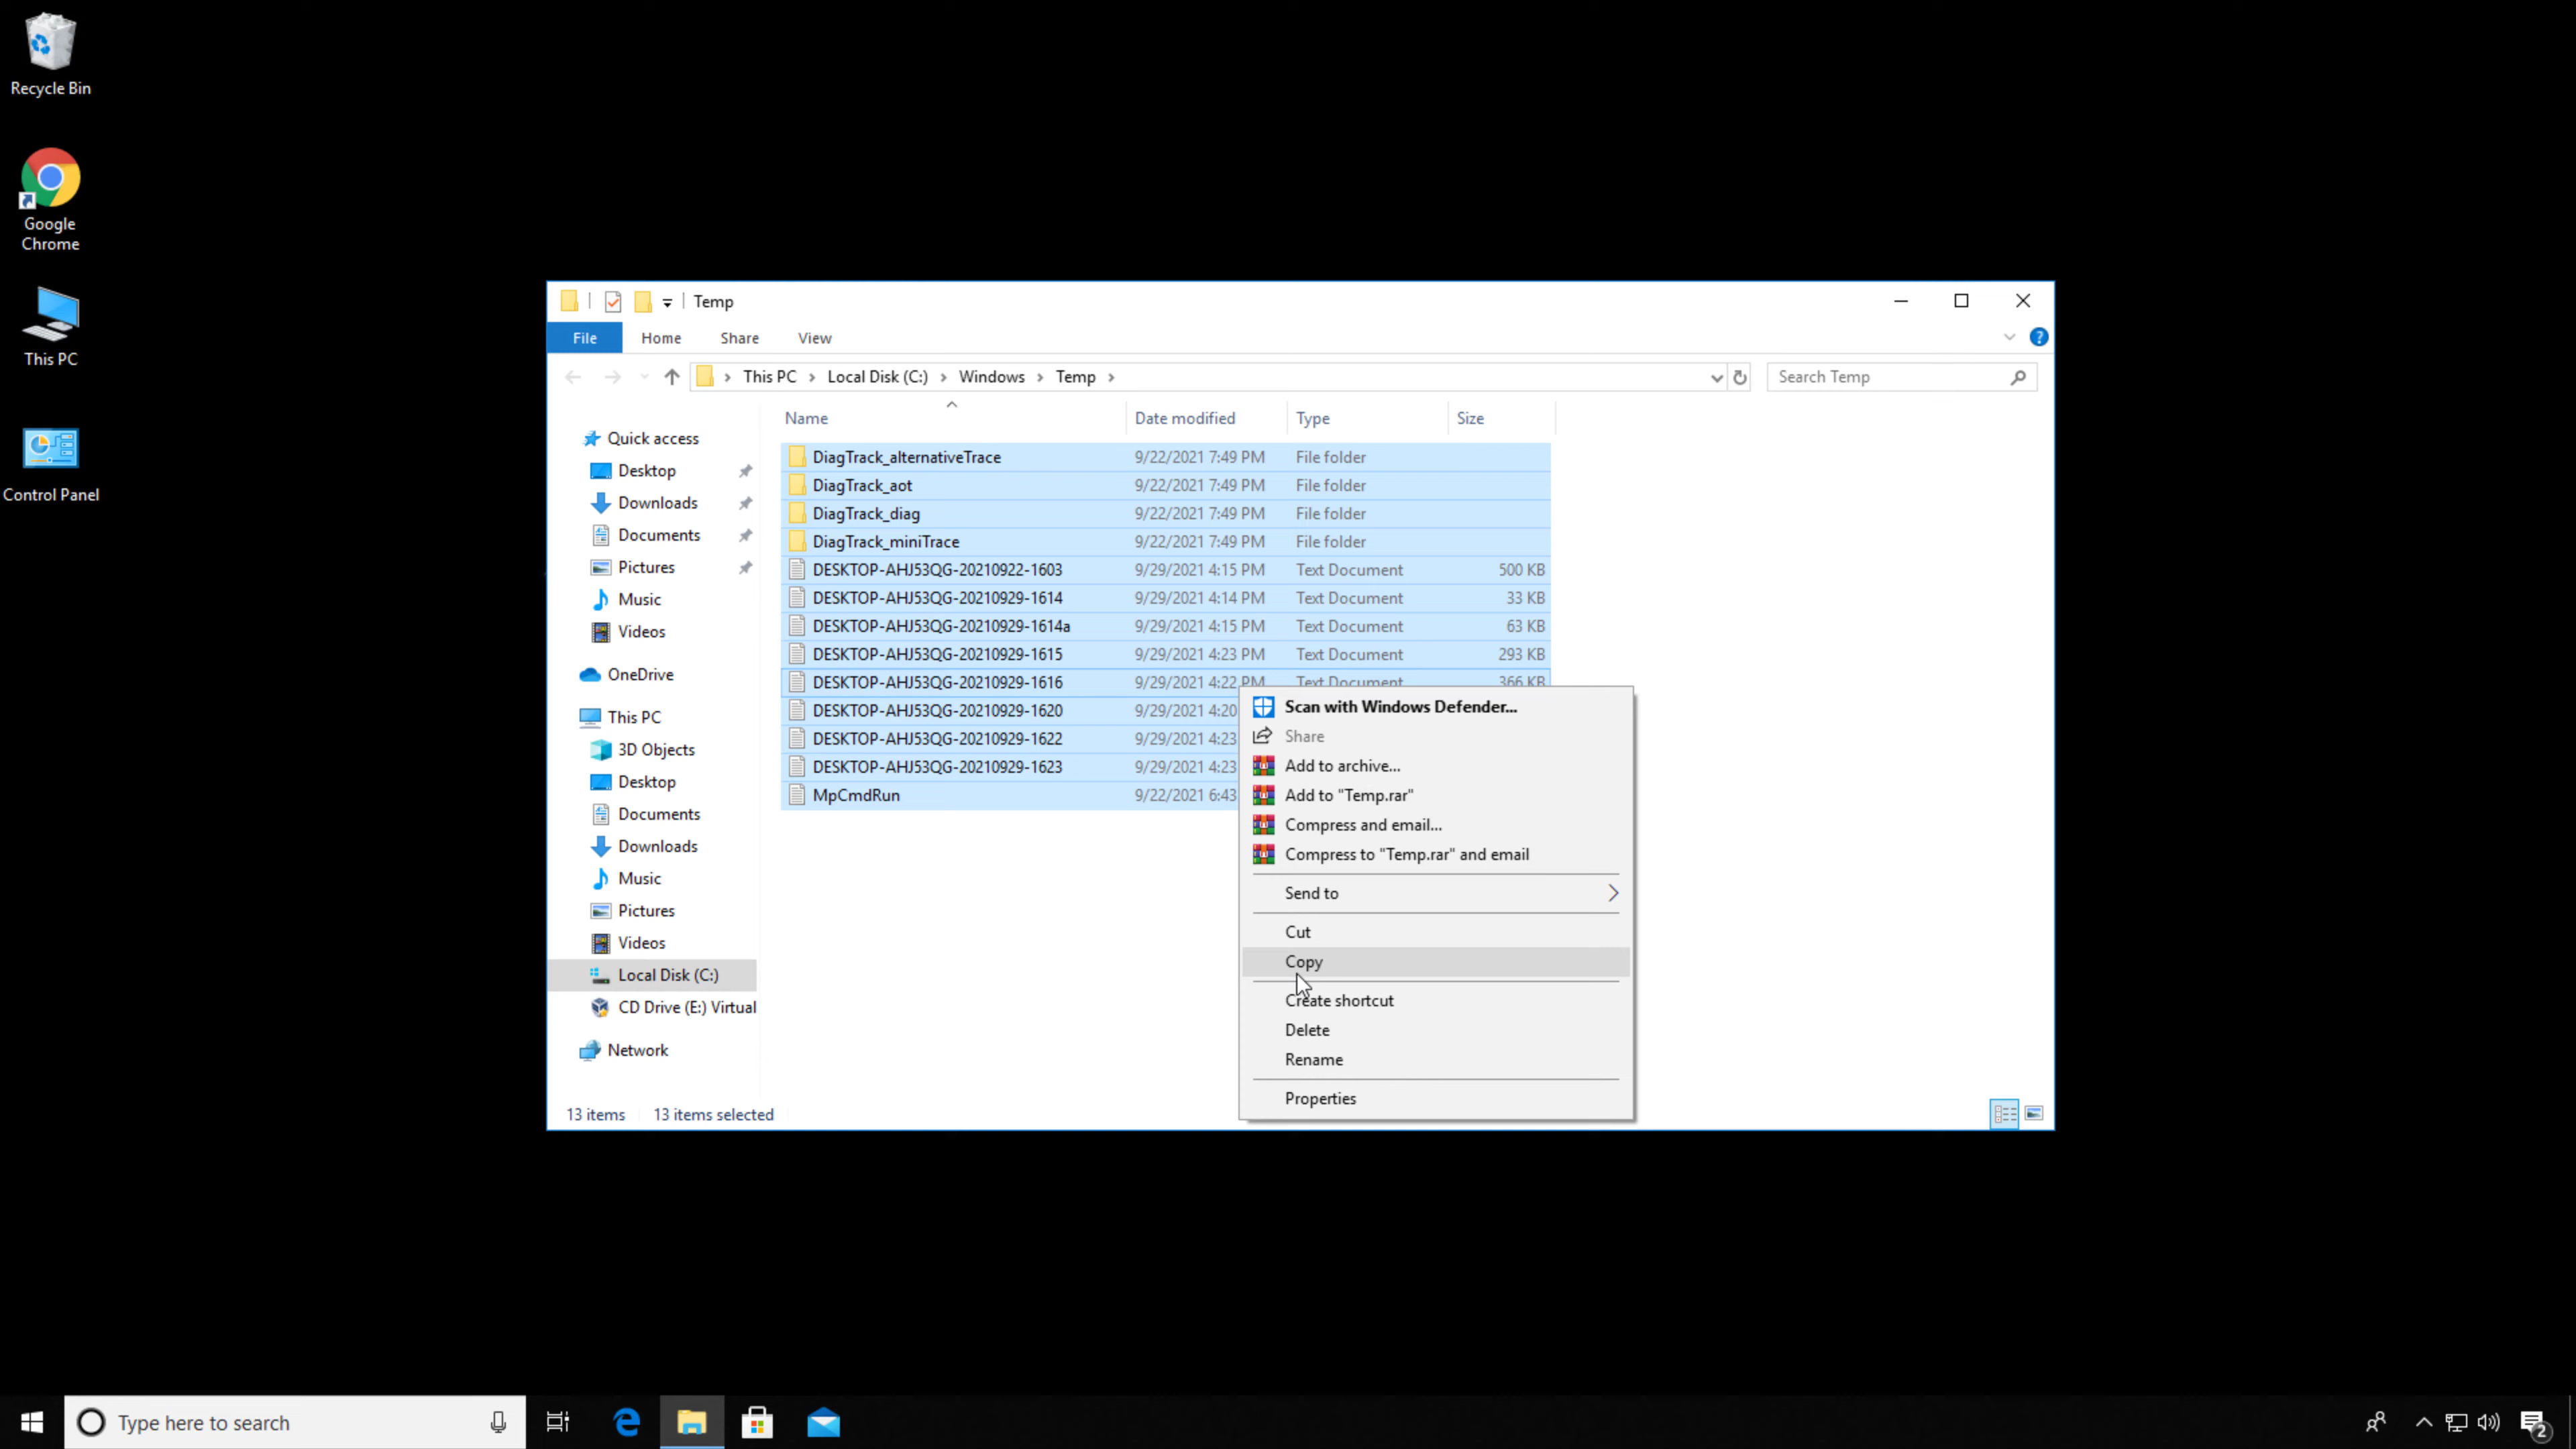 Recycle Bin
Google
Chrome
This PC
Control Panel
Temp
File Home Share View
This PC Local Disk (C:) Windows Temp
Search Temp
Name Date modified Type Size
Quick access
Desktop
Downloads
Documents
Pictures
Music
Videos
OneDrive
This PC
3D Objects
Desktop
Documents
Downloads
Music
Pictures
Videos
Local Disk (C:)
CD Drive (E:) Virtual
Network
DiagTrack_alternativeTrace 9/22/2021 7:49 PM File folder
DiagTrack_aot 9/22/2021 7:49 PM File folder
DiagTrack_diag 9/22/2021 7:49 PM File folder
DiagTrack_miniTrace 9/22/2021 7:49 PM File folder
DESKTOP-AHJ53QG-20210922-1603 9/29/2021 4:15 PM Text Document 500 KB
DESKTOP-AHJ53QG-20210929-1614 9/29/2021 4:14 PM Text Document 33 KB
DESKTOP-AHJ53QG-20210929-1614a 9/29/2021 4:15 PM Text Document 63 KB
DESKTOP-AHJ53QG-20210929-1615 9/29/2021 4:23 PM Text Document 293 KB
DESKTOP-AHJ53QG-20210929-1616 9/29/2021 4:22 PM Text Document 366 KB
DESKTOP-AHJ53QG-20210929-1620 9/29/2021 4:20
DESKTOP-AHJ53QG-20210929-1622 9/29/2021 4:23
DESKTOP-AHJ53QG-20210929-1623 9/29/2021 4:23
MpCmdRun 9/22/2021 6:43
Scan with Windows Defender...
Share
Add to archive...
Add to "Temp.rar"
Compress and email...
Compress to "Temp.rar" and email
Send to
Cut
Copy
Create shortcut
Delete
Rename
Properties
13 items 13 items selected
Type here to search
2